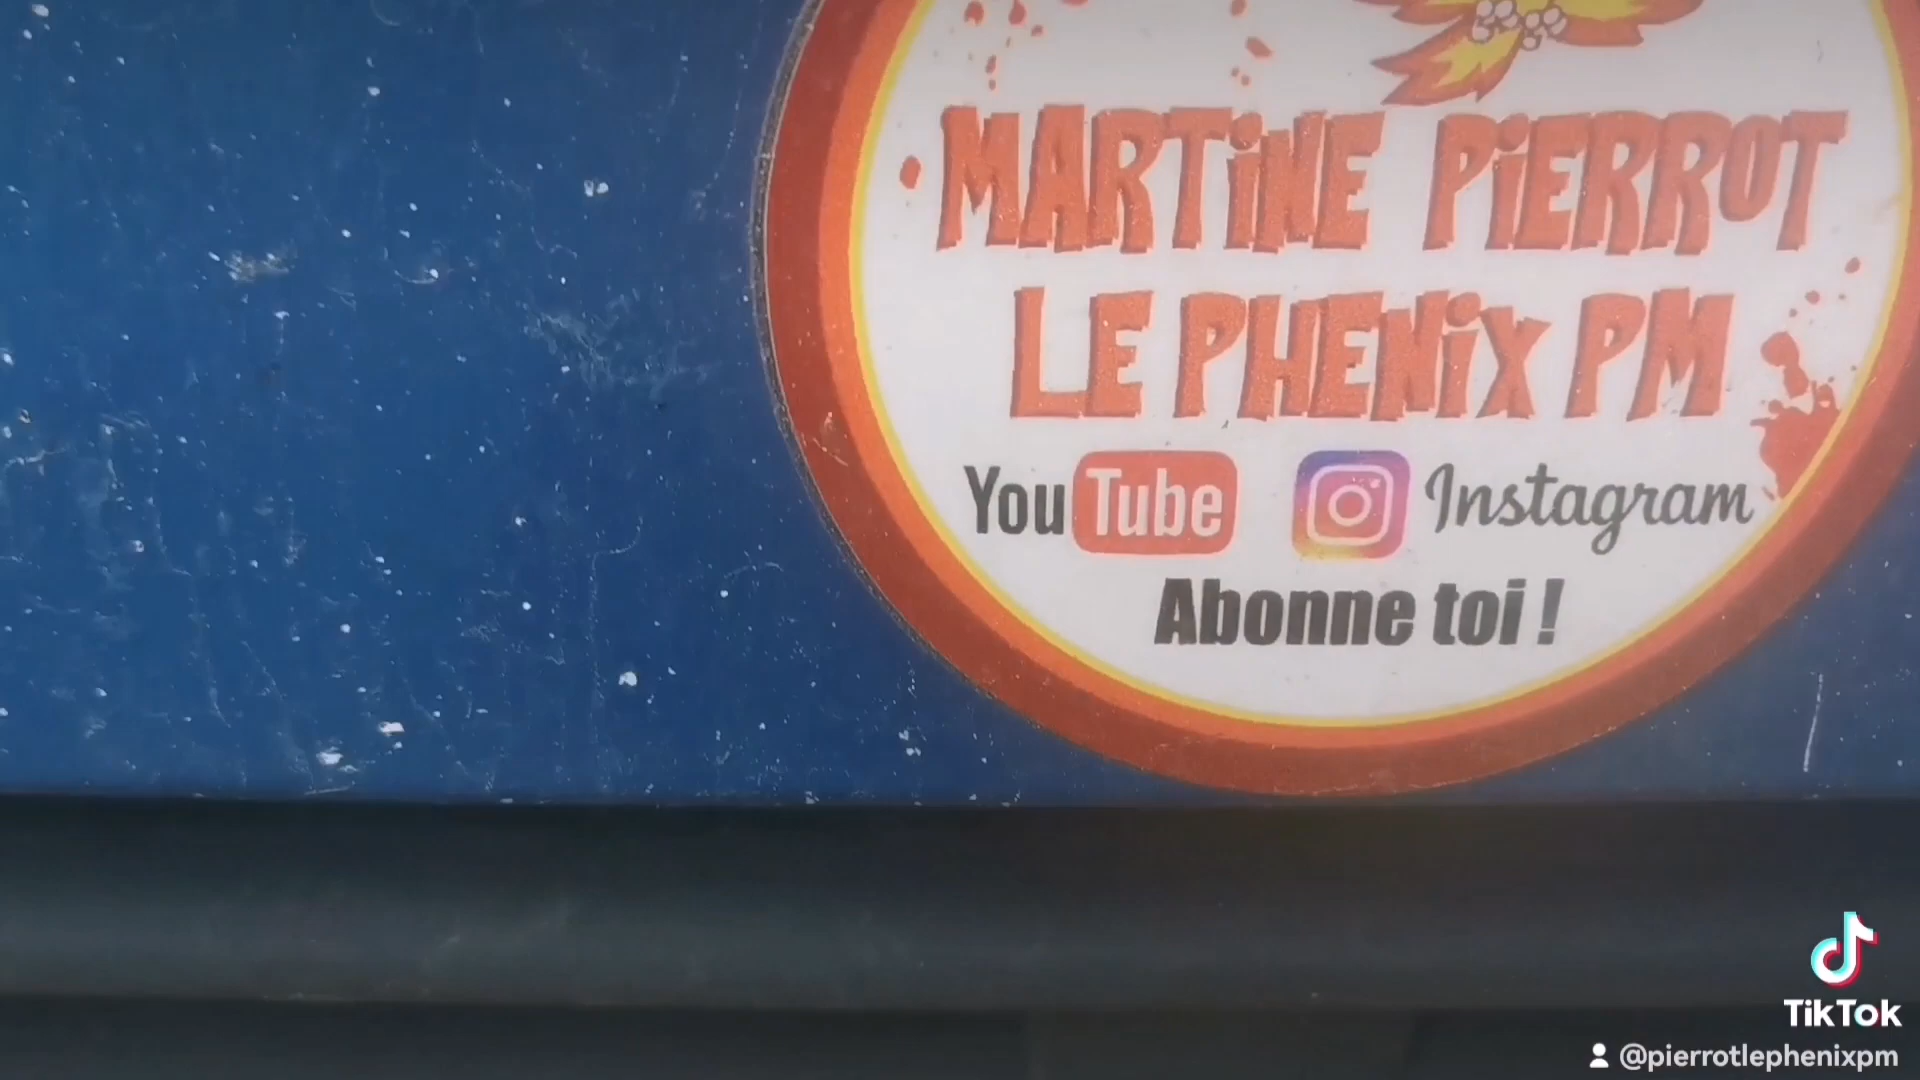 MARTiNE PiERROT
LE PHENiX PM
YouTube Instagram
Abonne toi !
TikTok
@pierrotlephenixpm